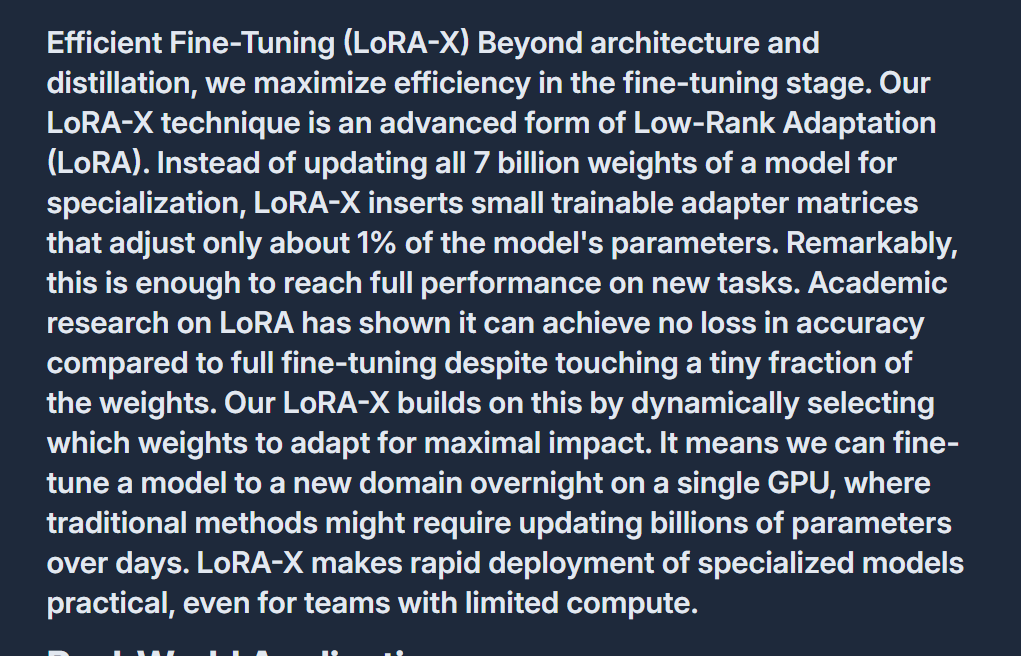 Efficient Fine-Tuning (LoRA-X) Beyond architecture and
distillation, we maximize efficiency in the fine-tuning stage. Our
LoRA-X technique is an advanced form of Low-Rank Adaptation
(LoRA). Instead of updating all 7 billion weights of a model for
specialization, LoRA-X inserts small trainable adapter matrices
that adjust only about 1% of the model's parameters. Remarkably,
this is enough to reach full performance on new tasks. Academic
research on LoRA has shown it can achieve no loss in accuracy
compared to full fine-tuning despite touching a tiny fraction of
the weights. Our LoRA-X builds on this by dynamically selecting
which weights to adapt for maximal impact. It means we can fine-
tune a model to a new domain overnight on a single GPU, where
traditional methods might require updating billions of parameters
over days. LoRA-X makes rapid deployment of specialized models
practical, even for teams with limited compute.